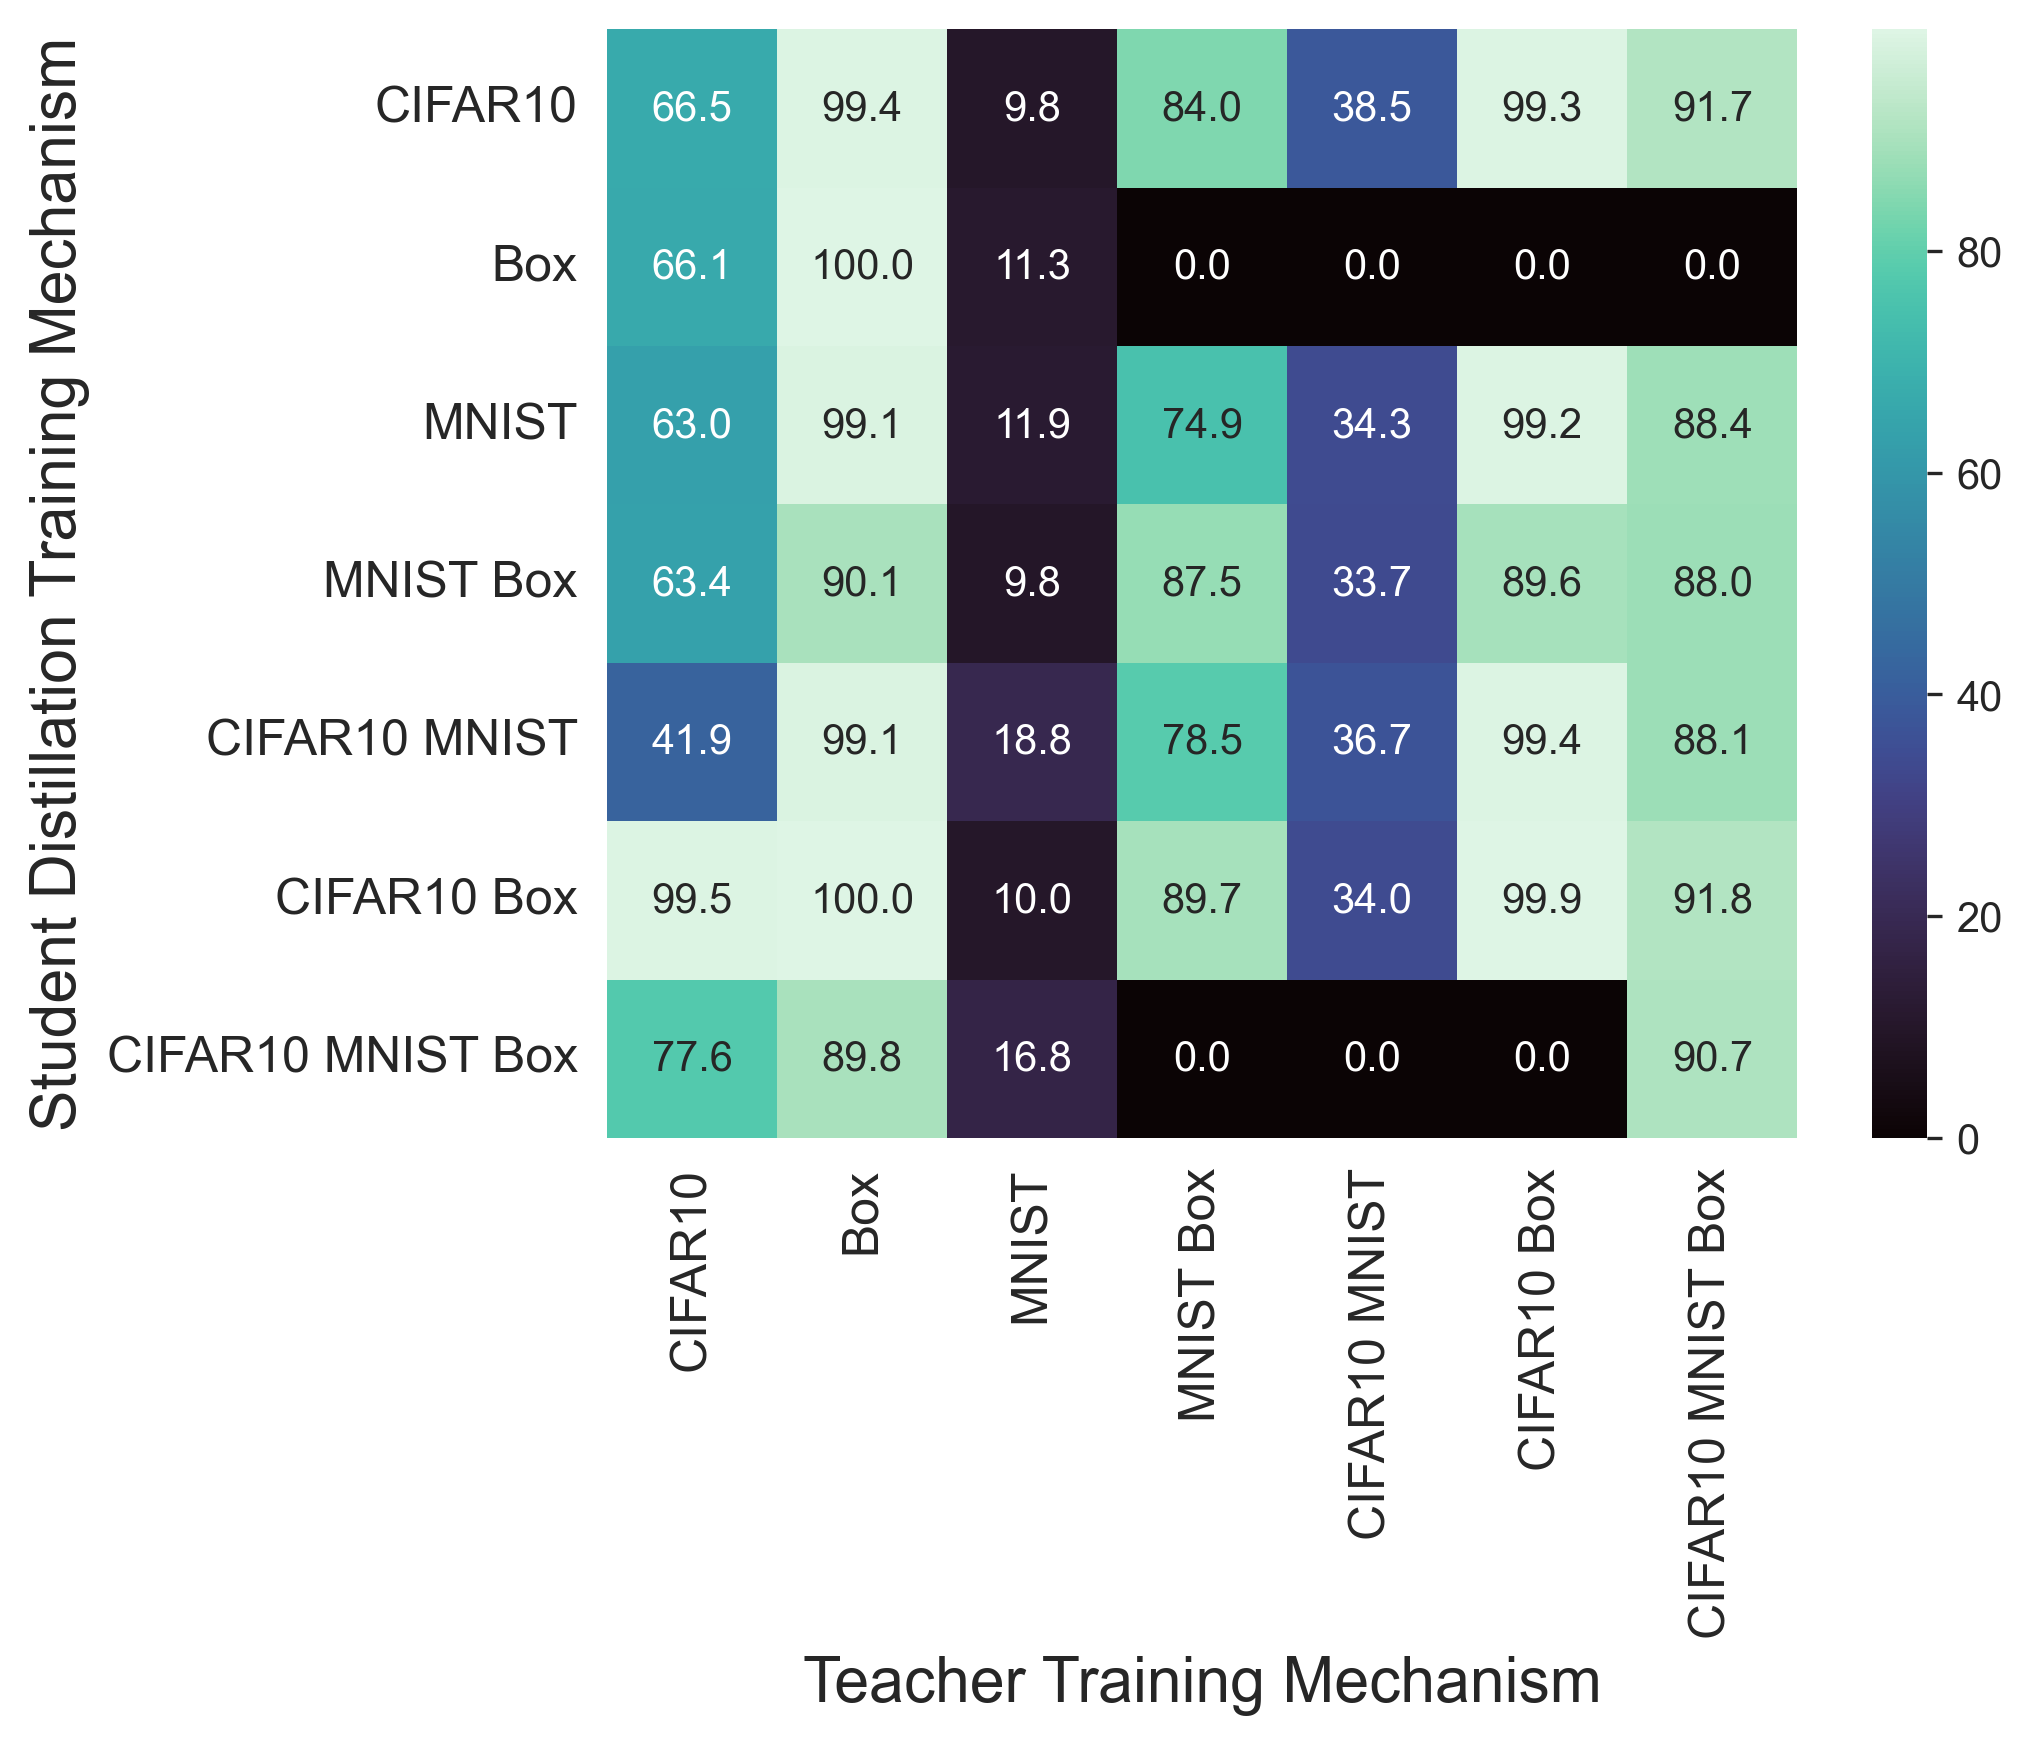 Student Distillation Training Mechanism
CIFAR10 66.5 99.4 9.8 84.0 38.5 99.3 91.7
Box 66.1 100.0 11.3 0.0 0.0 0.0 0.0
MNIST 63.0 99.1 11.9 74.9 34.3 99.2 88.4
MNIST Box 63.4 90.1 9.8 87.5 33.7 89.6 88.0
CIFAR10 MNIST 41.9 99.1 18.8 78.5 36.7 99.4 88.1
CIFAR10 Box 99.5 100.0 10.0 89.7 34.0 99.9 91.8
CIFAR10 MNIST Box 77.6 89.8 16.8 0.0 0.0 0.0 90.7
CIFAR10
Box
MNIST
MNIST Box
CIFAR10 MNIST
CIFAR10 Box
CIFAR10 MNIST Box
Teacher Training Mechanism
80
60
40
20
0